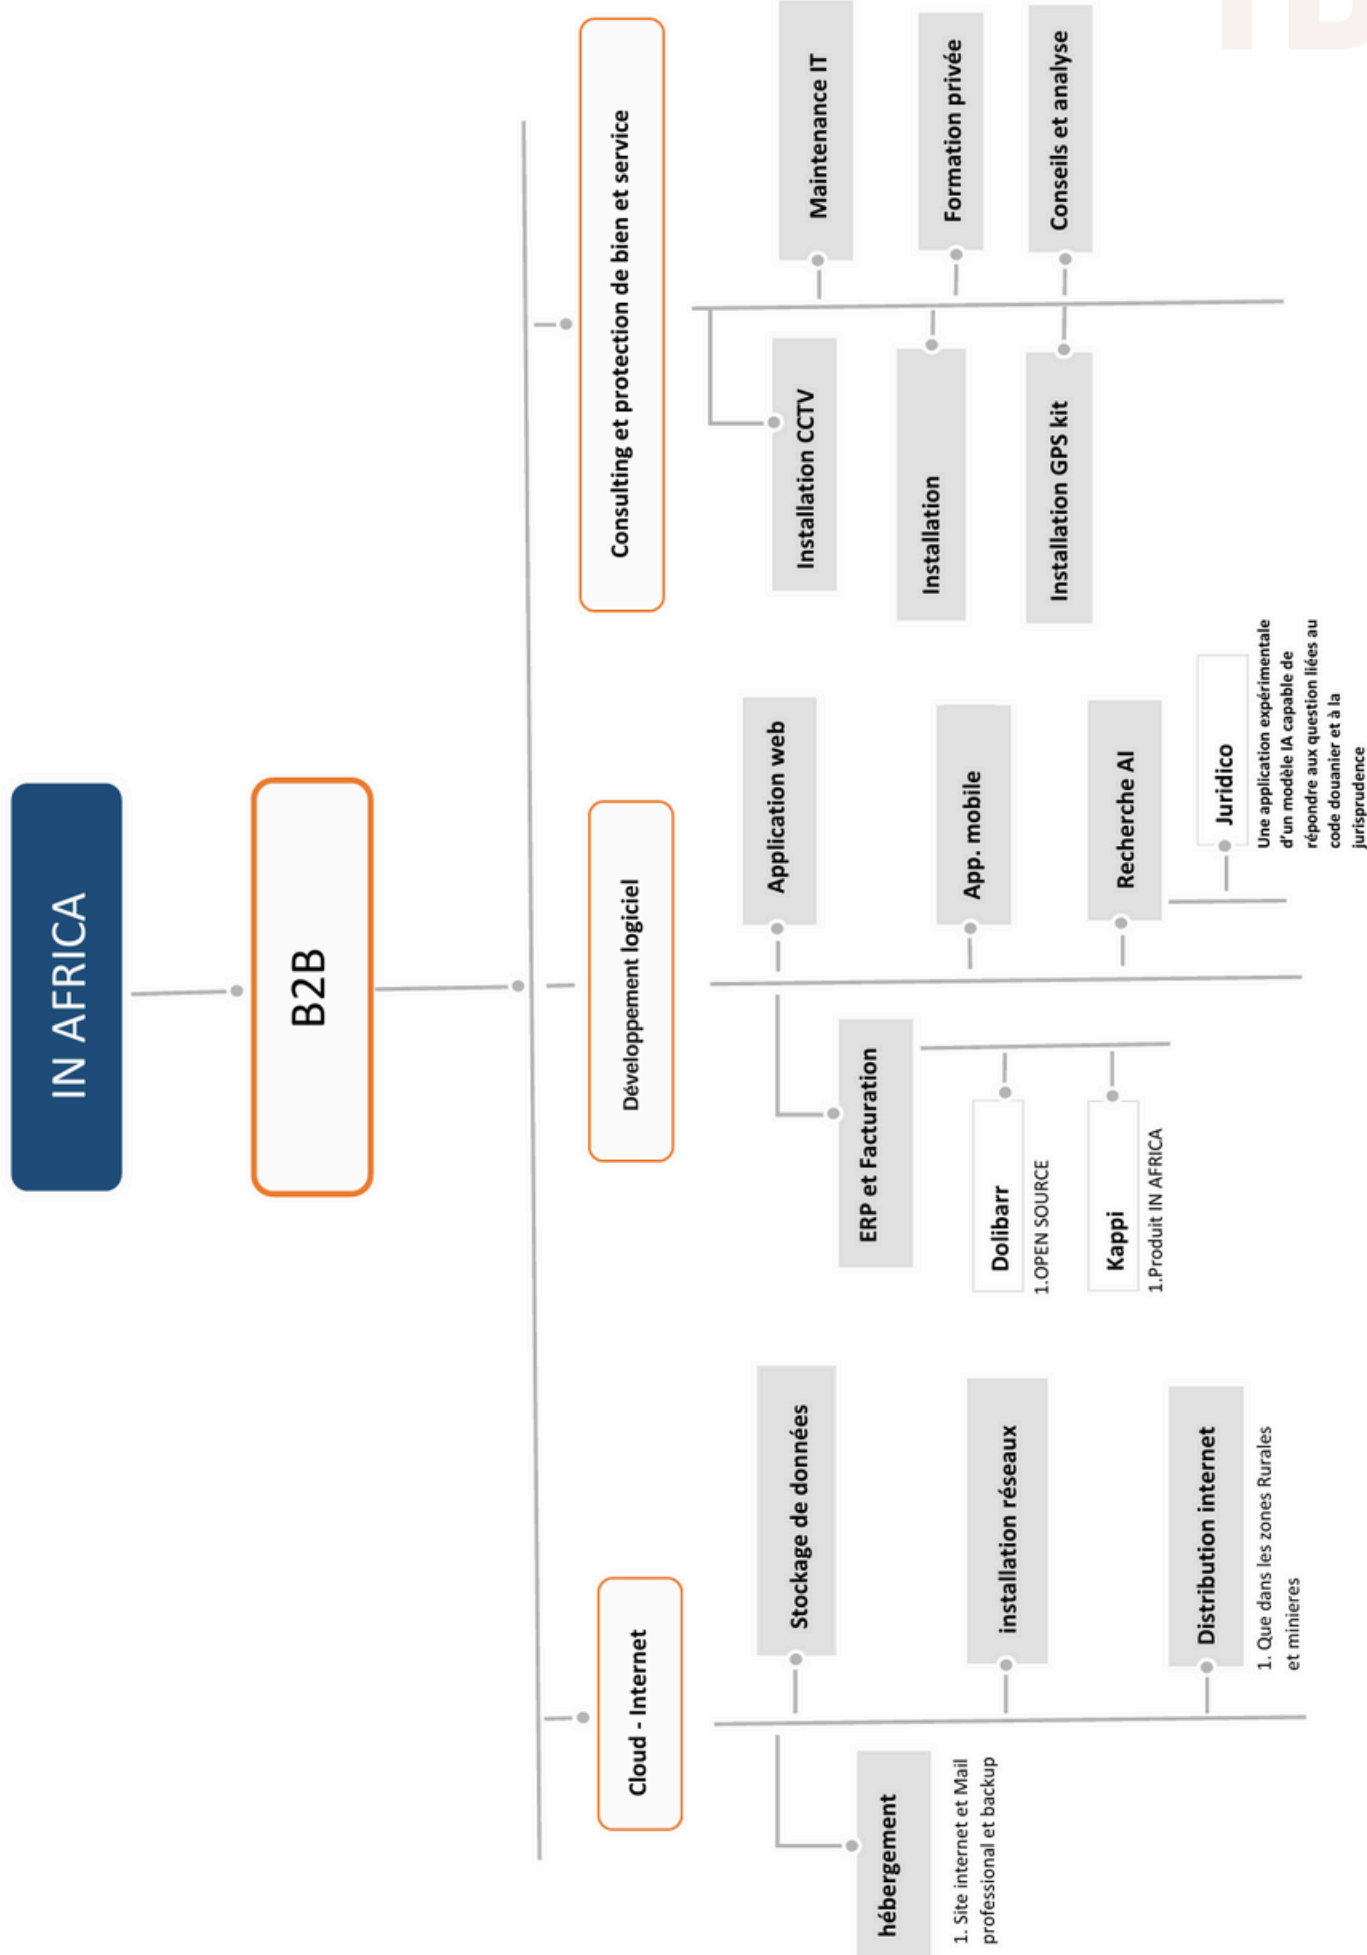 IN AFRICA
B2B
Cloud - Internet
hébergement
1. Site internet et Mail
professional et backup
Stockage de données
installation réseaux
Distribution internet
1. Que dans les zones Rurales
et minieres
Développement logiciel
ERP et Facturation
Dolibarr
1.OPEN SOURCE
Kappi
1.Produit IN AFRICA
Application web
App. mobile
Recherche AI
Juridico
Une application expérimentale
d'un modèle IA capable de
répondre aux question liées au
code douanier et à la
jurisprudence
Consulting et protection de bien et service
Installation CCTV
Installation
Installation GPS kit
Maintenance IT
Formation privée
Conseils et analyse